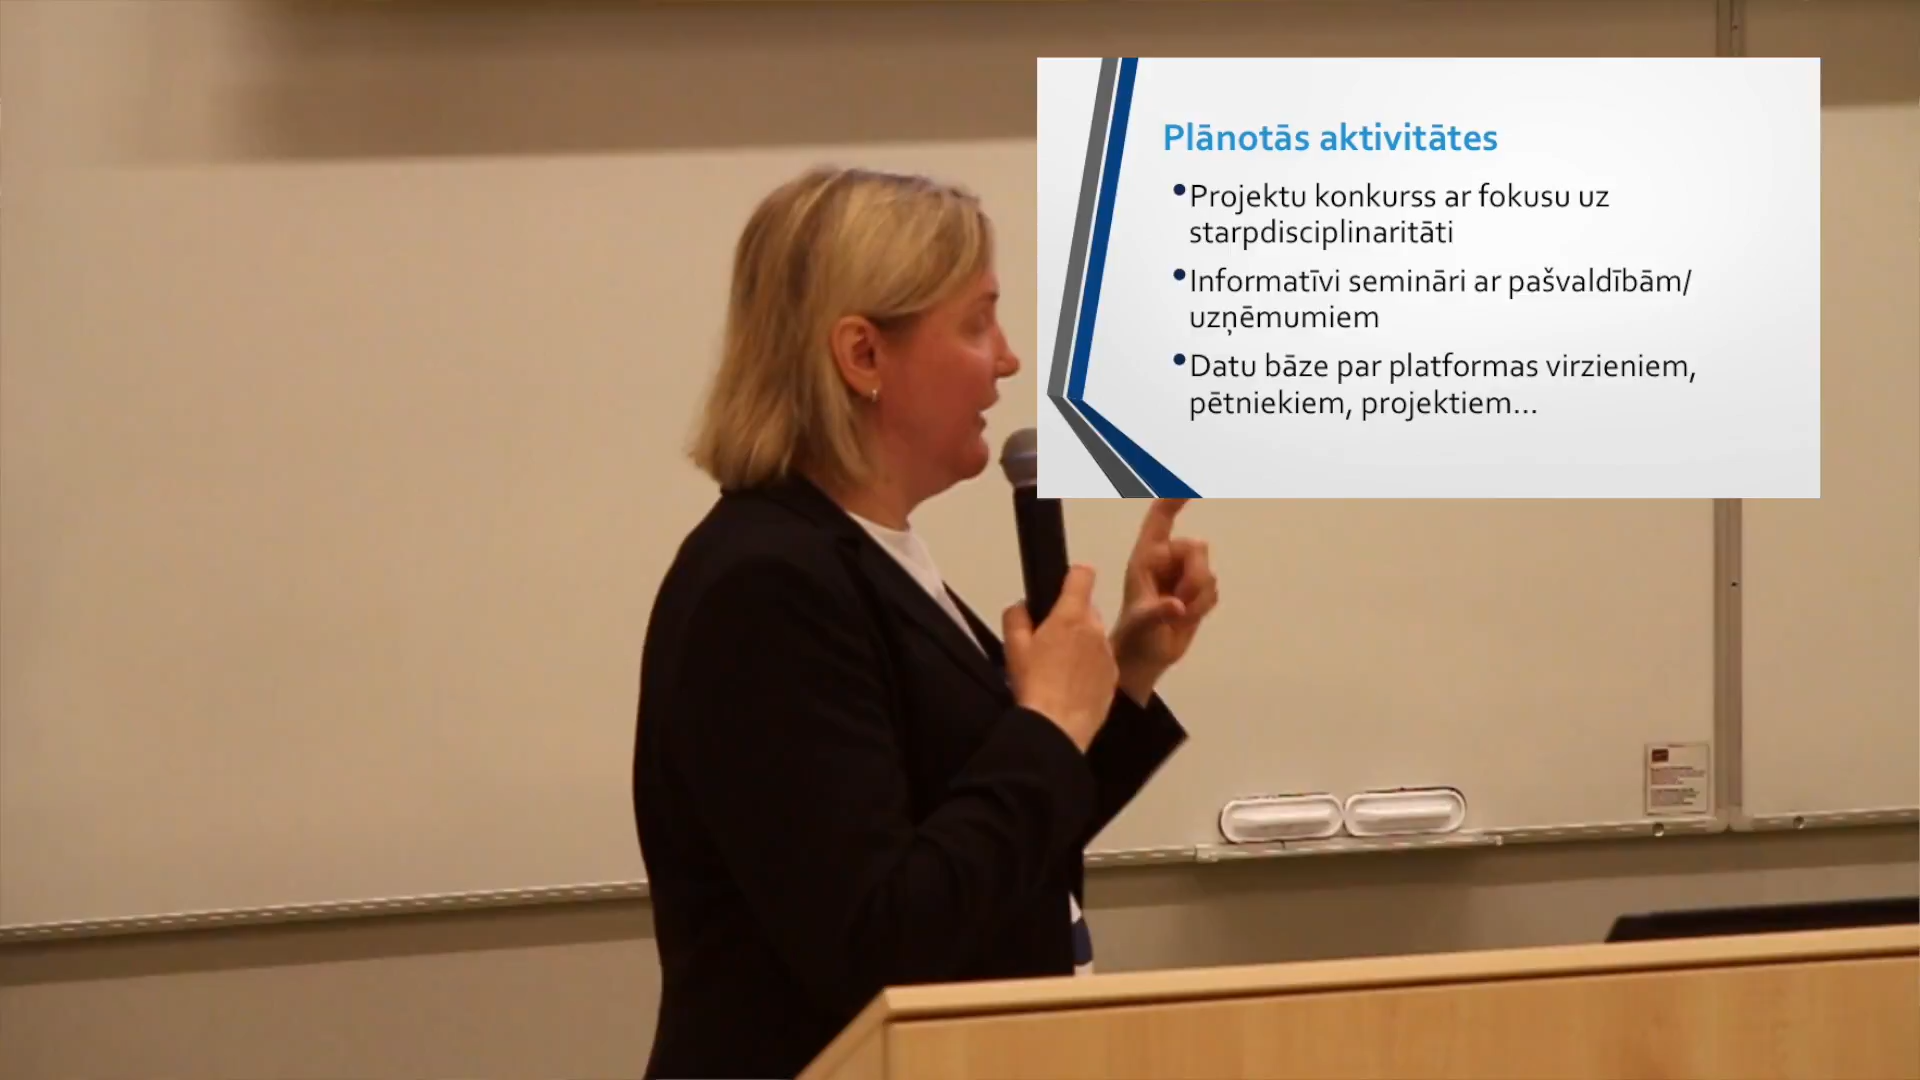 Plānotās aktivitātes
•Projektu konkurss ar fokusu uz
starpdisciplinaritāti
•Informatīvi semināri ar pašvaldībām/
uzņēmumiem
•Datu bāze par platformas virzieniem,
pētniekiem, projektiem...